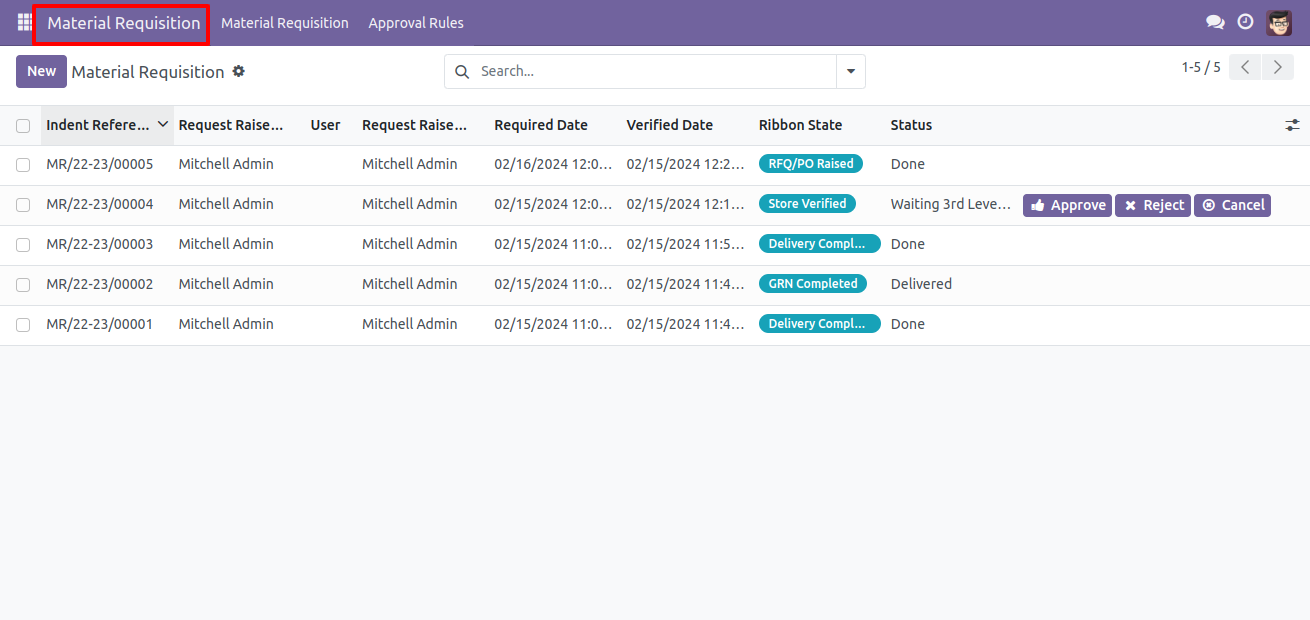 Material Requisition Material Requisition Approval Rules
New Material Requisition Search... 1-5 / 5
Indent Refere... Request Raise... User Request Raise... Required Date Verified Date Ribbon State Status
MR/22-23/00005 Mitchell Admin Mitchell Admin 02/16/2024 12:0... 02/15/2024 12:2... RFQ/PO Raised Done
MR/22-23/00004 Mitchell Admin Mitchell Admin 02/15/2024 12:0... 02/15/2024 12:1... Store Verified Waiting 3rd Leve... Approve Reject Cancel
MR/22-23/00003 Mitchell Admin Mitchell Admin 02/15/2024 11:0... 02/15/2024 11:5... Delivery Compl... Done
MR/22-23/00002 Mitchell Admin Mitchell Admin 02/15/2024 11:0... 02/15/2024 11:4... GRN Completed Delivered
MR/22-23/00001 Mitchell Admin Mitchell Admin 02/15/2024 11:0... 02/15/2024 11:4... Delivery Compl... Done